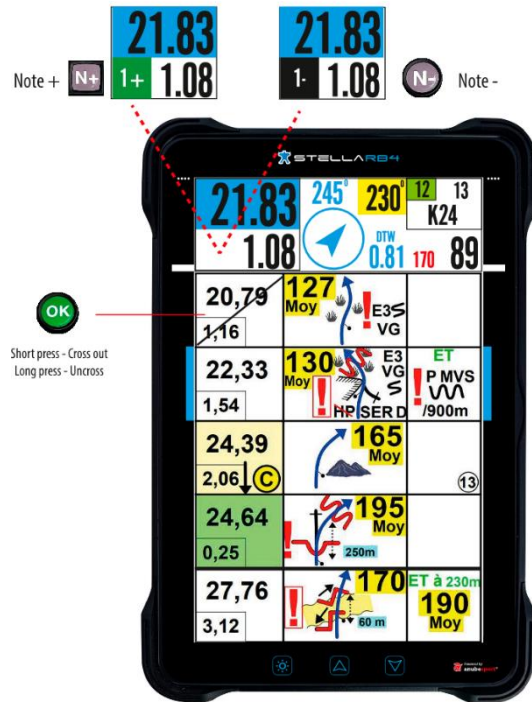 21.83
1+ 1.08
21.83
1- 1.08
Note + N+
N- Note -
STELLARB4
21.83
1.08
245°
230°
DTW
0.81
12 13
K24
170 89
OK
Short press - Cross out
Long press - Uncross
20,79
1,16
127
Moy
E3
VG
22,33
1,54
130
Moy
E3
VG
HP SER D
ET
P MVS
/900m
24,39
2,06
C
165
Moy
13
24,64
0,25
195
Moy
250m
27,76
3,12
170
60 m
ET à 230m
190
Moy
Powered by
anubesport